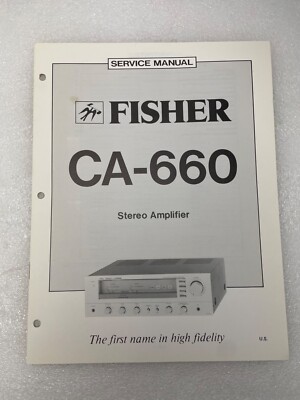 SERVICE MANUAL
FISHER
CA-660
Stereo Amplifier
The first name in high fidelity
U.S.